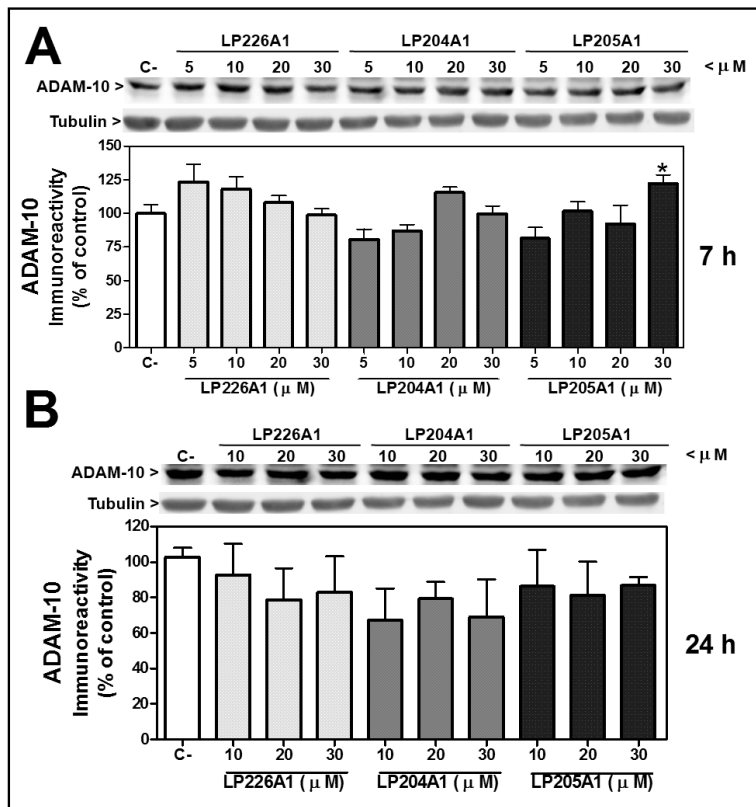 A
LP226A1 LP204A1 LP205A1
C- 5 10 20 30 5 10 20 30 5 10 20 30 < μ M
ADAM-10 >
Tubulin >
ADAM-10
Immunoreactivity
(% of control)
150
125
100
75
50
25
0
*
7 h
C- 5 10 20 30 5 10 20 30 5 10 20 30
LP226A1 ( μ M) LP204A1 ( μ M) LP205A1 ( μ M)
B
LP226A1 LP204A1 LP205A1
C- 10 20 30 10 20 30 10 20 30 < μ M
ADAM-10 >
Tubulin >
ADAM-10
Immunoreactivity
(% of control)
120
100
80
60
40
20
0
24 h
C- 10 20 30 10 20 30 10 20 30
LP226A1 ( μ M) LP204A1 ( μ M) LP205A1 ( μ M)